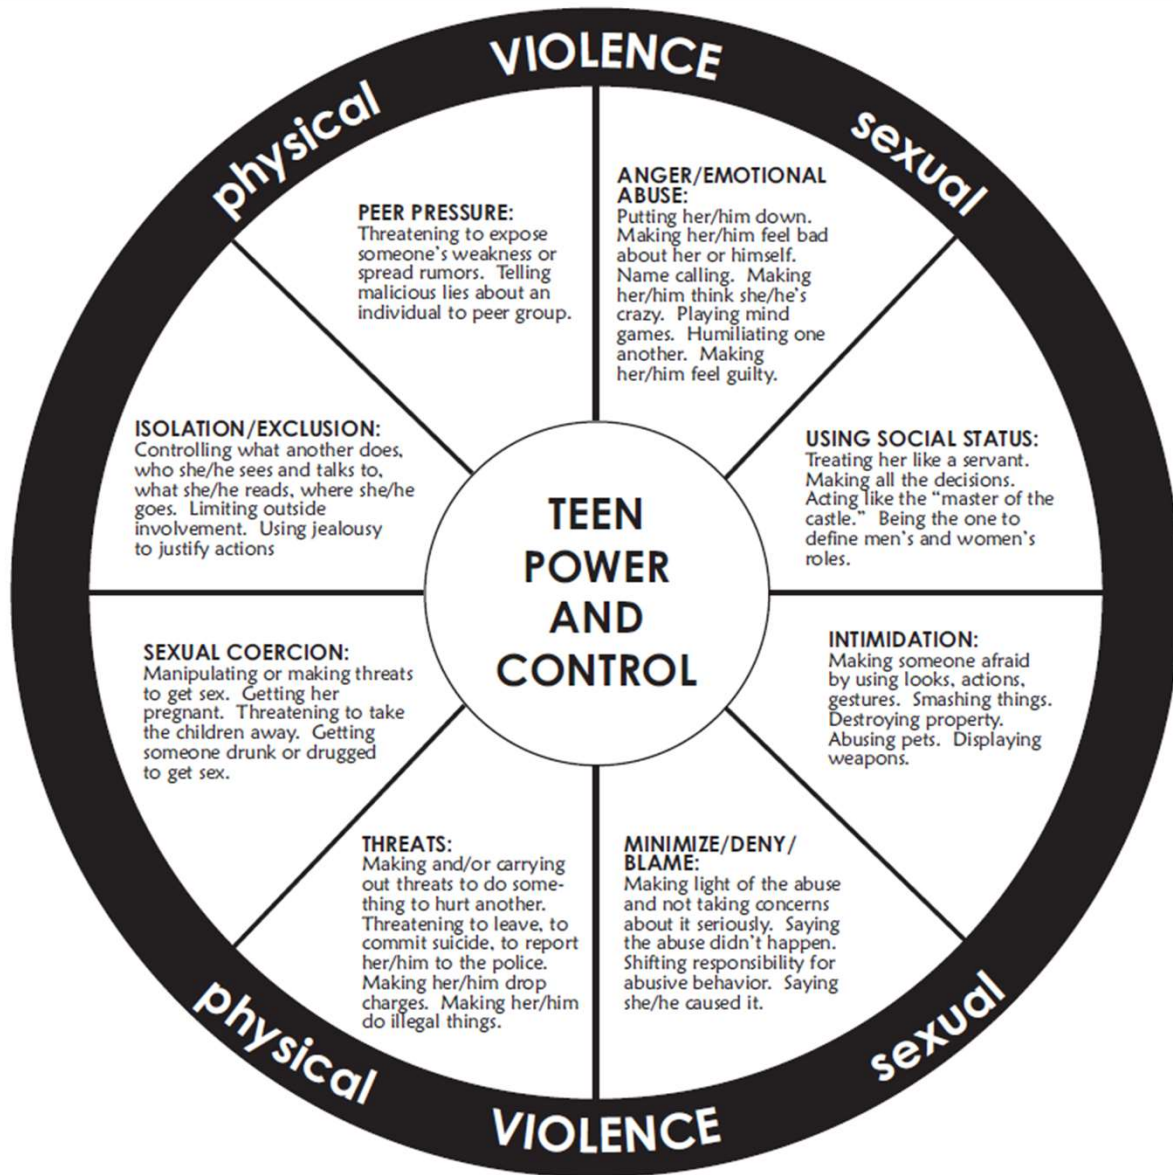 VIOLENCE
physical
sexual
PEER PRESSURE:
Threatening to expose
someone's weakness or
spread rumors. Telling
malicious lies about an
individual to peer group.
ANGER/EMOTIONAL
ABUSE:
Putting her/him down.
Making her/him feel bad
about her or himself.
Name calling. Making
her/him think she/he's
crazy. Playing mind
games. Humiliating one
another. Making
her/him feel guilty.
ISOLATION/EXCLUSION:
Controlling what another does,
who she/he sees and talks to,
what she/he reads, where she/he
goes. Limiting outside
involvement. Using jealousy
to justify actions
USING SOCIAL STATUS:
Treating her like a servant.
Making all the decisions.
Acting like the “master of the
castle.” Being the one to
define men's and women's
roles.
TEEN
POWER
AND
CONTROL
SEXUAL COERCION:
Manipulating or making threats
to get sex. Getting her
pregnant. Threatening to take
the children away. Getting
someone drunk or drugged
to get sex.
INTIMIDATION:
Making someone afraid
by using looks, actions,
gestures. Smashing things.
Destroying property.
Abusing pets. Displaying
weapons.
THREATS:
Making and/or carrying
out threats to do some-
thing to hurt another.
Threatening to leave, to
commit suicide, to report
her/him to the police.
Making her/him drop
charges. Making her/him
do illegal things.
MINIMIZE/DENY/
BLAME:
Making light of the abuse
and not taking concerns
about it seriously. Saying
the abuse didn't happen.
Shifting responsibility for
abusive behavior. Saying
she/he caused it.
physical
sexual
VIOLENCE